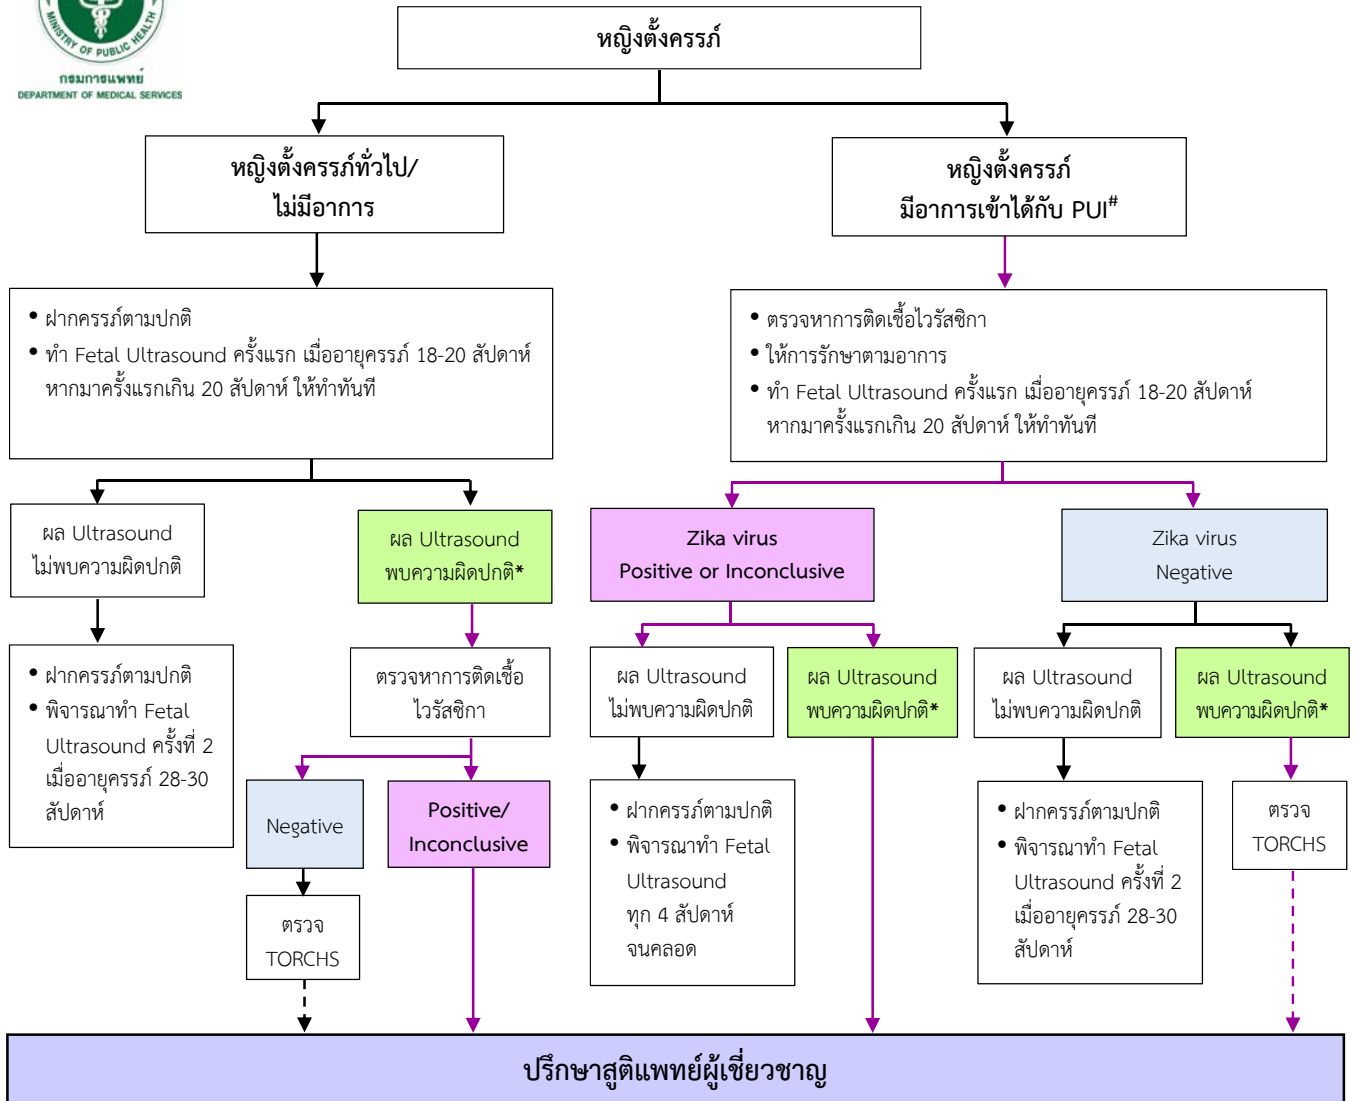 MINISTRY OF PUBLIC HEALTH
กรมการแพทย์
DEPARTMENT OF MEDICAL SERVICES
หญิงตั้งครรภ์
หญิงตั้งครรภ์ทั่วไป/
ไม่มีอาการ
หญิงตั้งครรภ์
มีอาการเข้าได้กับ PUI#
• ฝากครรภ์ตามปกติ
• ทำ Fetal Ultrasound ครั้งแรก เมื่ออายุครรภ์ 18-20 สัปดาห์
หากมาครั้งแรกเกิน 20 สัปดาห์ ให้ทำทันที
• ตรวจหาการติดเชื้อไวรัสซิกา
• ให้การรักษาตามอาการ
• ทำ Fetal Ultrasound ครั้งแรก เมื่ออายุครรภ์ 18-20 สัปดาห์
หากมาครั้งแรกเกิน 20 สัปดาห์ ให้ทำทันที
ผล Ultrasound
ไม่พบความผิดปกติ
ผล Ultrasound
พบความผิดปกติ*
Zika virus
Positive or Inconclusive
Zika virus
Negative
• ฝากครรภ์ตามปกติ
• พิจารณาทำ Fetal
Ultrasound ครั้งที่ 2
เมื่ออายุครรภ์ 28-30
สัปดาห์
ตรวจหาการติดเชื้อ
ไวรัสซิกา
ผล Ultrasound
ไม่พบความผิดปกติ
ผล Ultrasound
พบความผิดปกติ*
ผล Ultrasound
ไม่พบความผิดปกติ
ผล Ultrasound
พบความผิดปกติ*
Negative
Positive/
Inconclusive
• ฝากครรภ์ตามปกติ
• พิจารณาทำ Fetal
Ultrasound
ทุก 4 สัปดาห์
จนคลอด
• ฝากครรภ์ตามปกติ
• พิจารณาทำ Fetal
Ultrasound ครั้งที่ 2
เมื่ออายุครรภ์ 28-30
สัปดาห์
ตรวจ
TORCHS
ตรวจ
TORCHS
ปรึกษาสูติแพทย์ผู้เชี่ยวชาญ